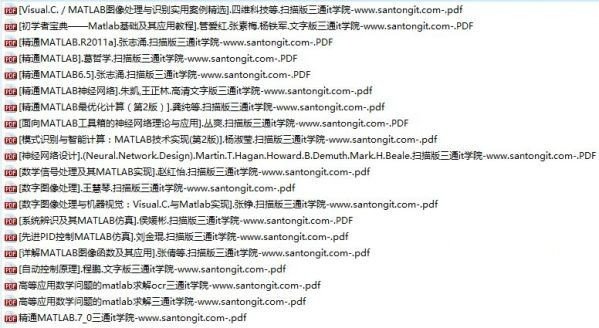 [Visual.C./MATLAB图像处理与识别实用案例精选].四维科技等.扫描版三通it学院-www.santongit.com-.pdf
[初学者宝典——Matlab基础及其应用教程].管爱红.张素梅.杨铁军.文字版三通it学院-www.santongit.com-.PDF
[精通MATLAB.R2011a].张志涌.扫描版三通it学院-www.santongit.com-.PDF
[精通MATLAB].葛哲学.扫描版三通it学院-www.santongit.com-.PDF
[精通MATLAB6.5].张志涌.扫描版三通it学院-www.santongit.com-.PDF
[精通MATLAB神经网络].朱凯.王正林.高清文字版三通it学院-www.santongit.com-.pdf
[精通MATLAB最优化计算（第2版）].龚纯等.扫描版三通it学院-www.santongit.com-.pdf
[面向MATLAB工具箱的神经网络理论与应用].丛爽.扫描版三通it学院-www.santongit.com-.pdf
[模式识别与智能计算：MATLAB技术实现(第2版)].杨淑莹.扫描版三通it学院-www.santongit.com-.pdf
[神经网络设计].(Neural.Network.Design).Martin.T.Hagan.Howard.B.Demuth.Mark.H.Beale.扫描版三通it学院-www.santongit.com-.PDF
[数学信号处理及其MATLAB实现].赵红怡.扫描版三通it学院-www.santongit.com-.pdf
[数字图像处理].王慧琴.扫描版三通it学院-www.santongit.com-.pdf
[数字图像处理与机器视觉：Visual.C.与Matlab实现].张铮.扫描版三通it学院-www.santongit.com-.pdf
[系统辨识及其MATLAB仿真].侯媛彬.扫描版三通it学院-www.santongit.com-.PDF
[先进PID控制MATLAB仿真].刘金琨.扫描版三通it学院-www.santongit.com-.pdf
[详解MATLAB图像函数及其应用].张倩等.扫描版三通it学院-www.santongit.com-.pdf
[自动控制原理].程鹏.文字版三通it学院-www.santongit.com-.pdf
高等应用数学问题的matlab求解ocr三通it学院-www.santongit.com-.pdf
高等应用数学问题的matlab求解三通it学院-www.santongit.com-.pdf
精通MATLAB.7_0三通it学院-www.santongit.com-.pdf